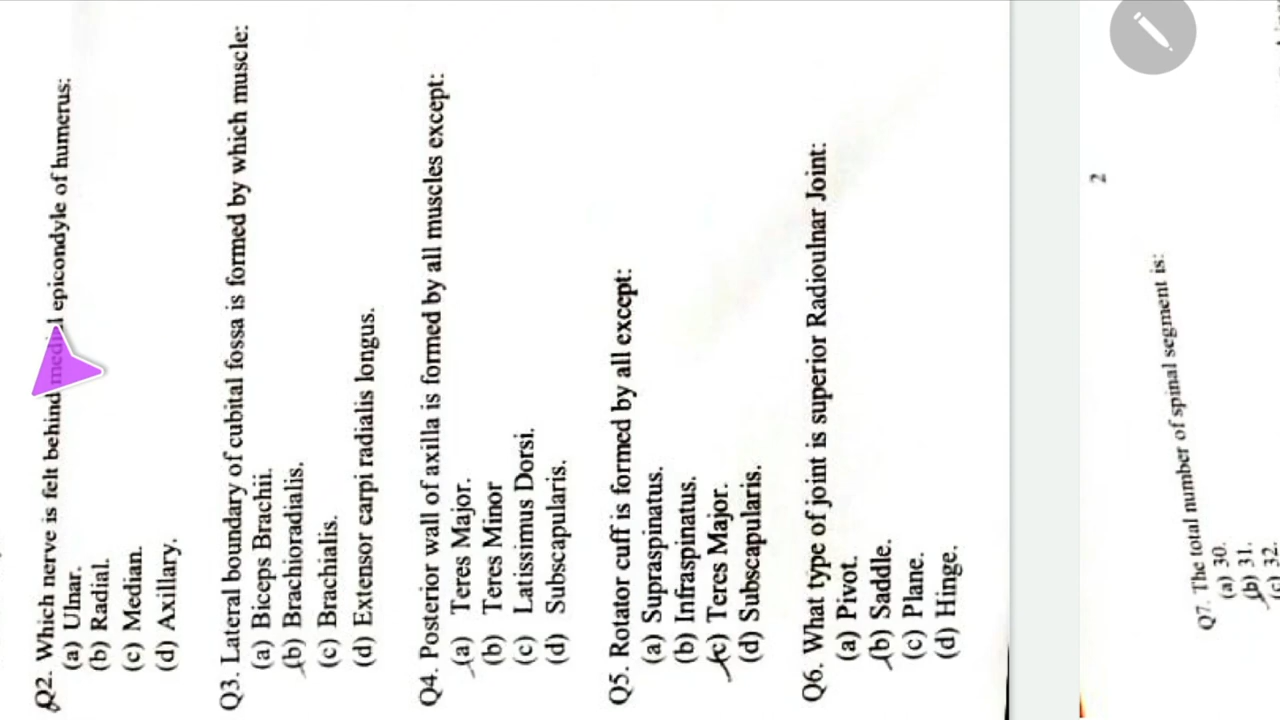 Q2. Which nerve is felt behind medial epicondyle of humerus:
(a) Ulnar.
(b) Radial.
(c) Median.
(d) Axillary.
Q3. Lateral boundary of cubital fossa is formed by which muscle:
(a) Biceps Brachii.
(b) Brachioradialis.
(c) Brachialis.
(d) Extensor carpi radialis longus.
Q4. Posterior wall of axilla is formed by all muscles except:
(a) Teres Major.
(b) Teres Minor
(c) Latissimus Dorsi.
(d) Subscapularis.
Q5. Rotator cuff is formed by all except:
(a) Supraspinatus.
(b) Infraspinatus.
(c) Teres Major.
(d) Subscapularis.
Q6. What type of joint is superior Radioulnar Joint:
(a) Pivot.
(b) Saddle.
(c) Plane.
(d) Hinge.
2
Q7. The total number of spinal segment is:
(a) 30.
(b) 31.
(c) 32.